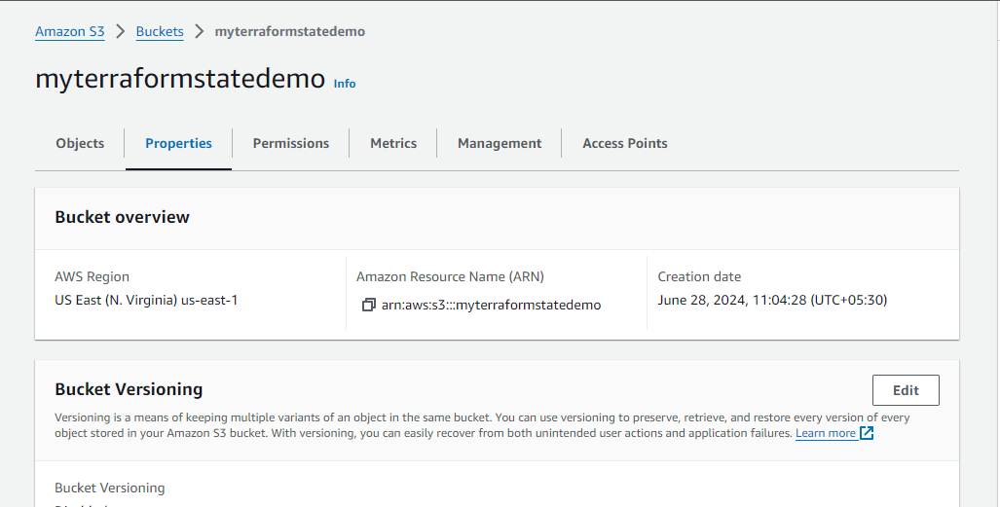 Amazon S3 > Buckets > myterraformstatedemo
myterraformstatedemo Info
Objects Properties Permissions Metrics Management Access Points
Bucket overview
AWS Region
US East (N. Virginia) us-east-1
Amazon Resource Name (ARN)
arn:aws:s3:::myterraformstatedemo
Creation date
June 28, 2024, 11:04:28 (UTC+05:30)
Bucket Versioning
Edit
Versioning is a means of keeping multiple variants of an object in the same bucket. You can use versioning to preserve, retrieve, and restore every version of every
object stored in your Amazon S3 bucket. With versioning, you can easily recover from both unintended user actions and application failures. Learn more
Bucket Versioning